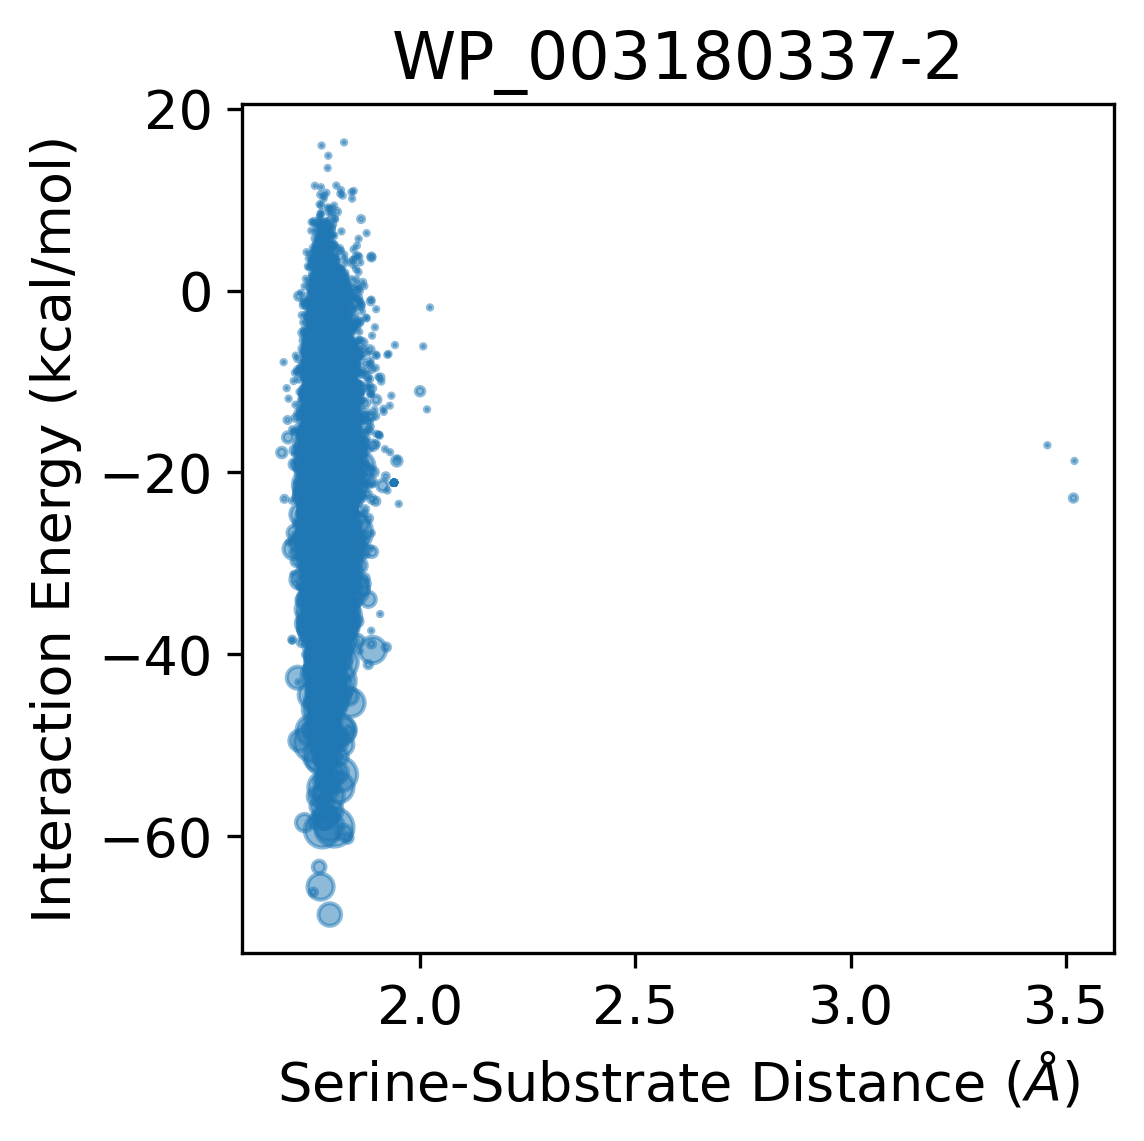 WP_003180337-2
Interaction Energy (kcal/mol)
20
0
−20
−40
−60
2.0 2.5 3.0 3.5
Serine-Substrate Distance (Å)